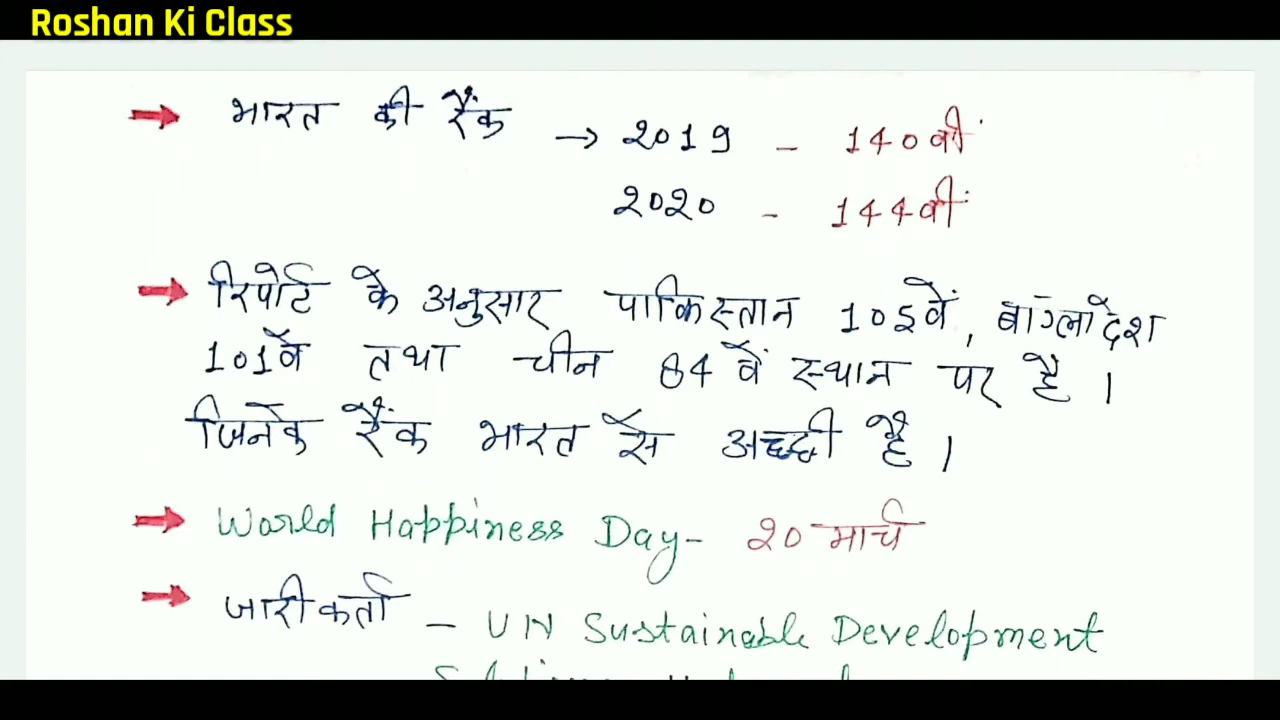 Roshan Ki Class
भारत की रैंक → 2019 - 140वीं
2020 - 144वीं
रिपोर्ट के अनुसार पाकिस्तान 105वें, बांग्लादेश
101वें तथा चीन 84 वें स्थान पर है।
जिनके रैंक भारत से अच्छी है।
World Happiness Day- 20 मार्च
जारीकर्ता - UN Sustainable Development